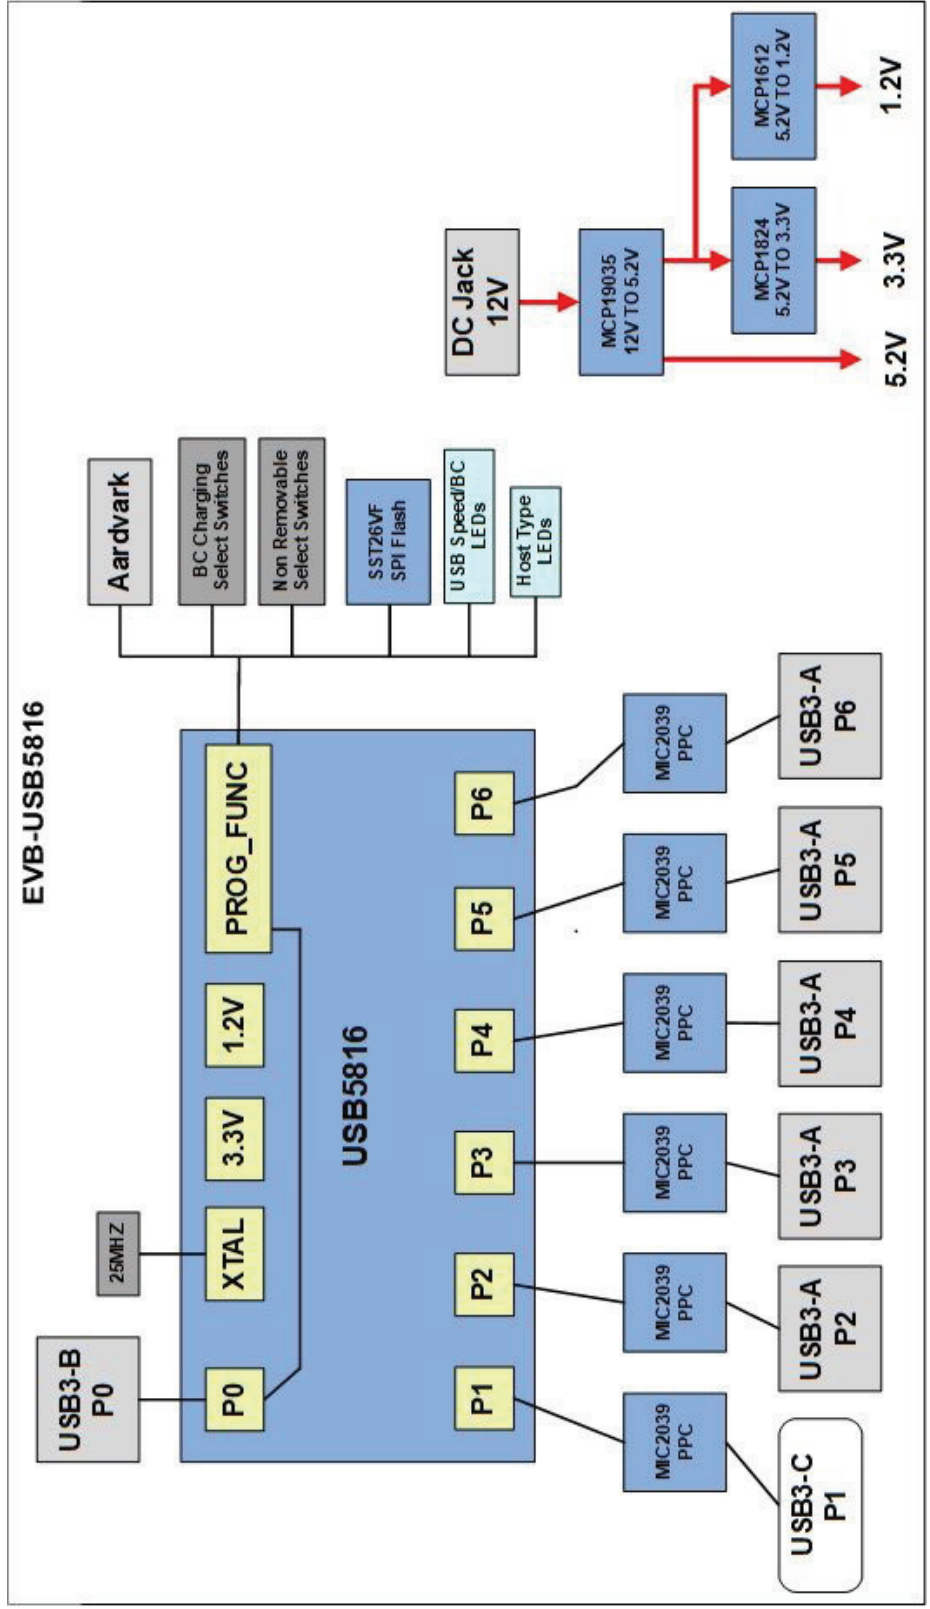 EVB-USB5816
USB3-B
P0
25MHZ
Aardvark
BC Charging
Select Switches
Non Removable
Select Switches
SST26VF
SPI Flash
USB Speed/BC
LEDs
Host Type
LEDs
P0
XTAL
3.3V
1.2V
PROG_FUNC
USB5816
P1
P2
P3
P4
P5
P6
MIC2039
PPC
MIC2039
PPC
MIC2039
PPC
MIC2039
PPC
MIC2039
PPC
MIC2039
PPC
USB3-C
P1
USB3-A
P2
USB3-A
P3
USB3-A
P4
USB3-A
P5
USB3-A
P6
DC Jack
12V
MCP19035
12V TO 5.2V
MCP1824
5.2V TO 3.3V
MCP1612
5.2V TO 1.2V
5.2V
3.3V
1.2V